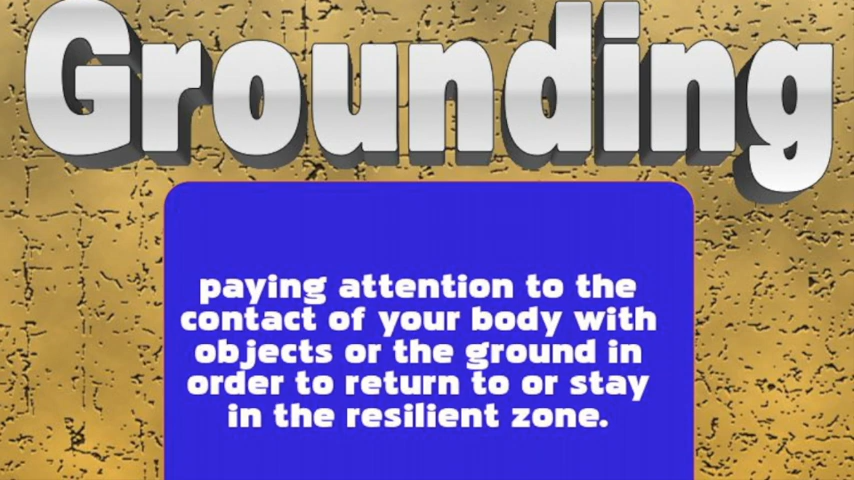 Grounding
paying attention to the
contact of your body with
objects or the ground in
order to return to or stay
in the resilient zone.